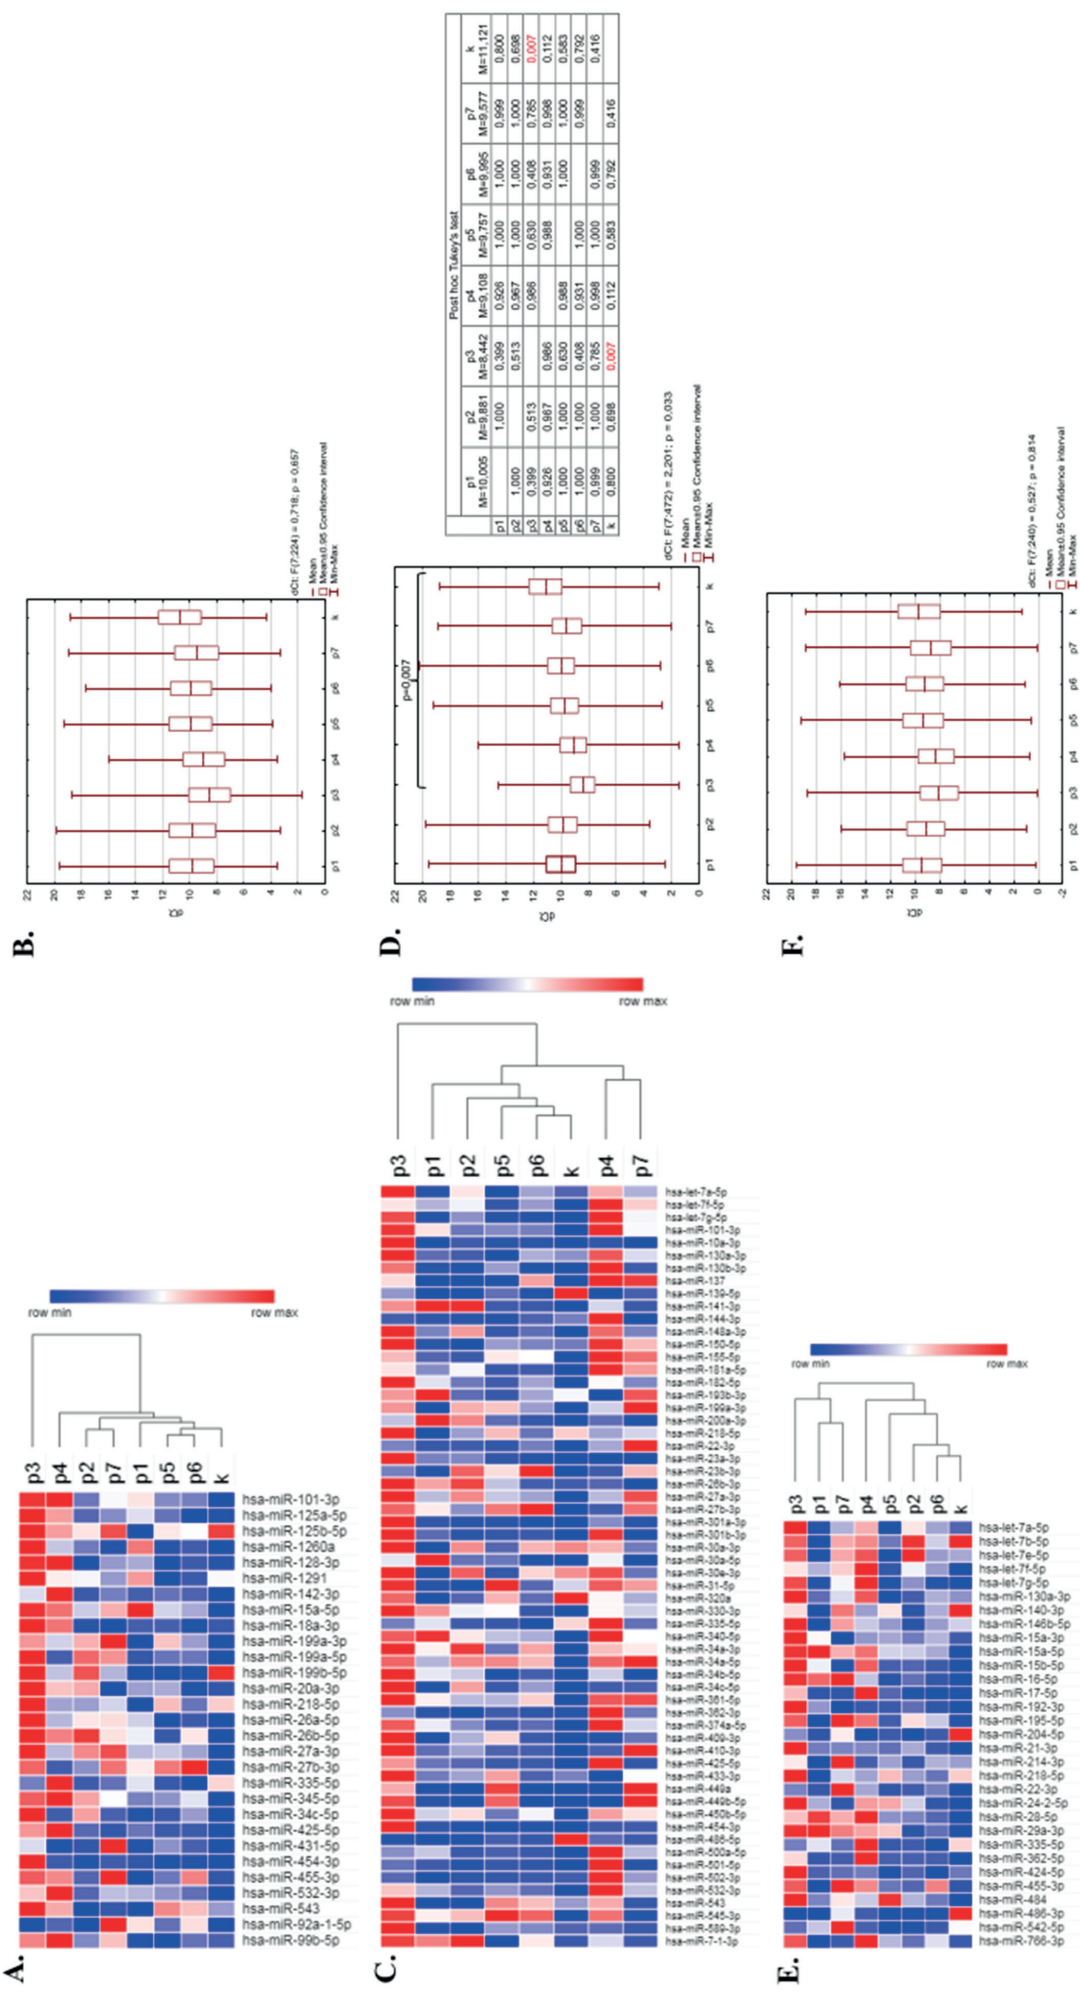 A.
row min row max
p3 p4 p2 p7 p1 p5 p6 k
hsa-miR-101-3p
hsa-miR-125a-5p
hsa-miR-125b-5p
hsa-miR-1260a
hsa-miR-128-3p
hsa-miR-1291
hsa-miR-142-3p
hsa-miR-15a-5p
hsa-miR-18a-3p
hsa-miR-199a-3p
hsa-miR-199a-5p
hsa-miR-199b-5p
hsa-miR-20a-3p
hsa-miR-218-5p
hsa-miR-26a-5p
hsa-miR-26b-5p
hsa-miR-27a-3p
hsa-miR-27b-3p
hsa-miR-335-5p
hsa-miR-345-5p
hsa-miR-34c-5p
hsa-miR-425-5p
hsa-miR-431-5p
hsa-miR-454-3p
hsa-miR-455-3p
hsa-miR-532-3p
hsa-miR-543
hsa-miR-92a-1-5p
hsa-miR-99b-5p
B.
22
20
18
16
14
12
10
8
6
4
2
0
dCt
p1 p2 p3 p4 p5 p6 p7 k
dCt: F(7;224) = 0,718; p = 0,657
Mean
Mean±0.95 Confidence interval
Min-Max
C.
row min row max
p3 p1 p2 p5 p6 k p4 p7
hsa-let-7a-5p
hsa-let-7f-5p
hsa-let-7g-5p
hsa-miR-101-3p
hsa-miR-10a-3p
hsa-miR-130a-3p
hsa-miR-130b-3p
hsa-miR-137
hsa-miR-139-5p
hsa-miR-141-3p
hsa-miR-144-3p
hsa-miR-148a-3p
hsa-miR-150-5p
hsa-miR-155-5p
hsa-miR-181a-5p
hsa-miR-182-5p
hsa-miR-193b-3p
hsa-miR-199a-3p
hsa-miR-200a-3p
hsa-miR-218-5p
hsa-miR-22-3p
hsa-miR-23a-3p
hsa-miR-23b-3p
hsa-miR-26b-3p
hsa-miR-27a-3p
hsa-miR-27b-3p
hsa-miR-301a-3p
hsa-miR-301b-3p
hsa-miR-30a-3p
hsa-miR-30a-5p
hsa-miR-30e-3p
hsa-miR-31-5p
hsa-miR-320a
hsa-miR-330-3p
hsa-miR-335-5p
hsa-miR-340-5p
hsa-miR-34a-3p
hsa-miR-34a-5p
hsa-miR-34b-5p
hsa-miR-34c-5p
hsa-miR-361-5p
hsa-miR-362-3p
hsa-miR-374a-5p
hsa-miR-409-3p
hsa-miR-410-3p
hsa-miR-425-5p
hsa-miR-433-3p
hsa-miR-449a
hsa-miR-449b-5p
hsa-miR-450b-5p
hsa-miR-454-3p
hsa-miR-486-5p
hsa-miR-500a-5p
hsa-miR-501-5p
hsa-miR-502-3p
hsa-miR-532-3p
hsa-miR-543
hsa-miR-545-3p
hsa-miR-589-3p
hsa-miR-7-1-3p
D.
22
20
18
16
14
12
10
8
6
4
2
0
dCt
p=0,007
p1 p2 p3 p4 p5 p6 p7 k
dCt: F(7;472) = 2,201; p = 0,033
Mean
Mean±0.95 Confidence interval
Min-Max
Post hoc Tukey's test
p1 p2 p3 p4 p5 p6 p7 k
M=10,005 M=9,881 M=8,442 M=9,108 M=9,757 M=9,995 M=9,577 M=11,121
p1 1,000 0,399 0,926 1,000 1,000 0,999 0,800
p2 1,000 0,513 0,967 1,000 1,000 1,000 0,698
p3 0,399 0,513 0,986 0,630 0,408 0,785 0,007
p4 0,926 0,967 0,986 0,988 0,931 0,998 0,112
p5 1,000 1,000 0,630 0,988 1,000 1,000 0,583
p6 1,000 1,000 0,408 0,931 1,000 0,999 0,792
p7 0,999 1,000 0,785 0,998 1,000 0,999 0,416
k 0,800 0,698 0,007 0,112 0,583 0,792 0,416
E.
row min row max
p3 p1 p7 p4 p5 p2 p6 k
hsa-let-7a-5p
hsa-let-7b-5p
hsa-let-7e-5p
hsa-let-7f-5p
hsa-let-7g-5p
hsa-miR-130a-3p
hsa-miR-140-3p
hsa-miR-146b-5p
hsa-miR-15a-3p
hsa-miR-15a-5p
hsa-miR-15b-5p
hsa-miR-16-5p
hsa-miR-17-5p
hsa-miR-192-3p
hsa-miR-195-5p
hsa-miR-204-5p
hsa-miR-21-3p
hsa-miR-214-3p
hsa-miR-218-5p
hsa-miR-22-3p
hsa-miR-24-2-5p
hsa-miR-28-5p
hsa-miR-29a-3p
hsa-miR-335-5p
hsa-miR-362-5p
hsa-miR-424-5p
hsa-miR-455-3p
hsa-miR-484
hsa-miR-486-3p
hsa-miR-542-5p
hsa-miR-766-3p
F.
22
20
18
16
14
12
10
8
6
4
2
0
-2
dCt
p1 p2 p3 p4 p5 p6 p7 k
dCt: F(7;240) = 0,527; p = 0,814
Mean
Mean±0.95 Confidence interval
Min-Max